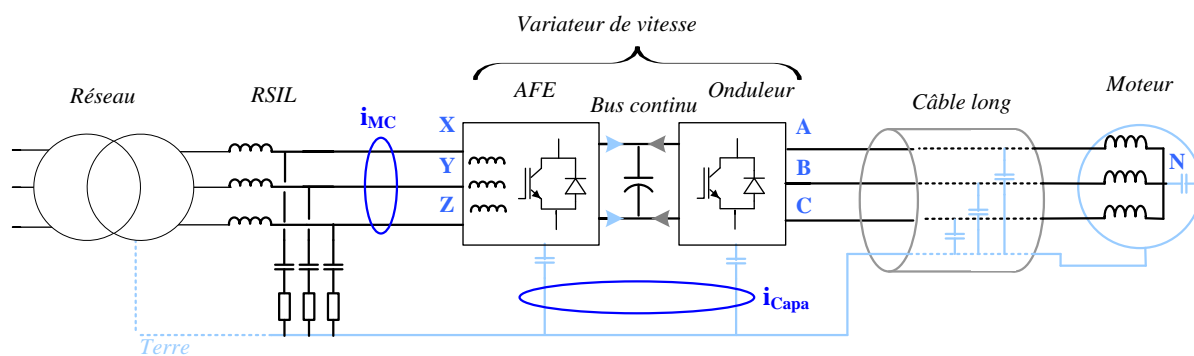 Variateur de vitesse
Réseau
RSIL
AFE
Bus continu
Onduleur
Câble long
Moteur
iMC
X
Y
Z
A
B
C
N
iCapa
Terre